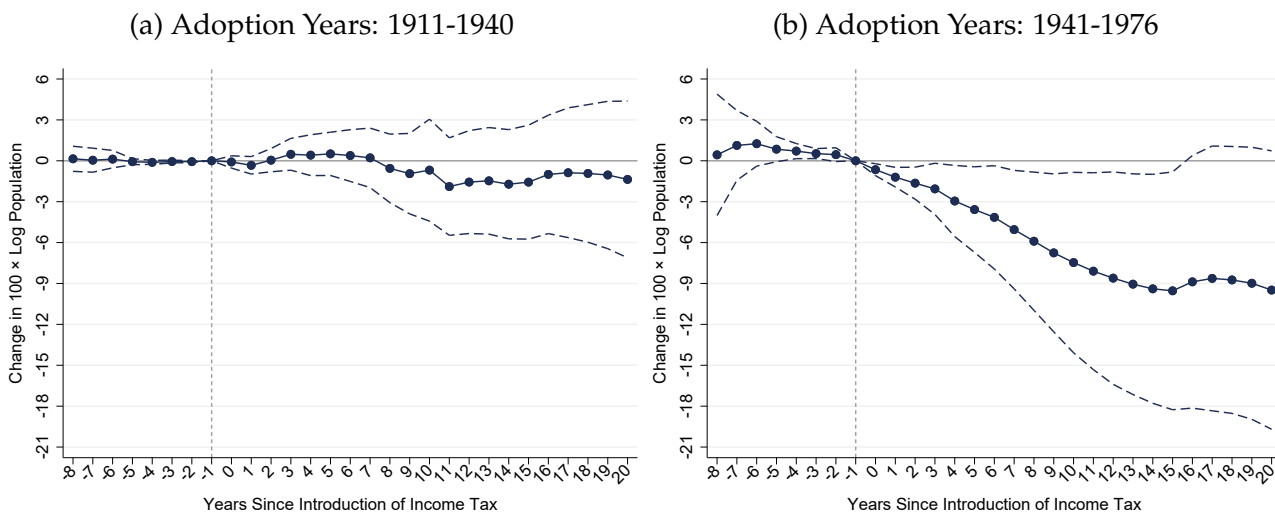 (a) Adoption Years: 1911-1940
Change in 100 × Log Population
6
3
0
-3
-6
-9
-12
-15
-18
-21
-8 -7 -6 -5 -4 -3 -2 -1 0 1 2 3 4 5 6 7 8 9 10 11 12 13 14 15 16 17 18 19 20
Years Since Introduction of Income Tax
(b) Adoption Years: 1941-1976
Change in 100 × Log Population
6
3
0
-3
-6
-9
-12
-15
-18
-21
-8 -7 -6 -5 -4 -3 -2 -1 0 1 2 3 4 5 6 7 8 9 10 11 12 13 14 15 16 17 18 19 20
Years Since Introduction of Income Tax